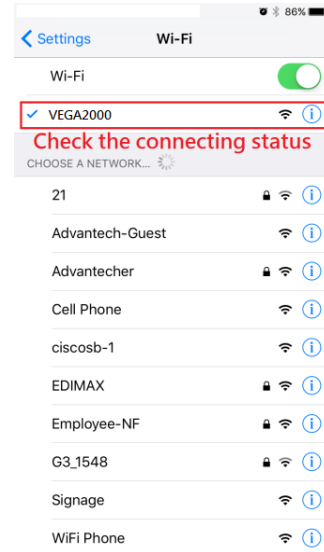 86%
Settings Wi-Fi
Wi-Fi
VEGA2000
Check the connecting status
CHOOSE A NETWORK...
21
Advantech-Guest
Advantecher
Cell Phone
ciscosb-1
EDIMAX
Employee-NF
G3_1548
Signage
WiFi Phone